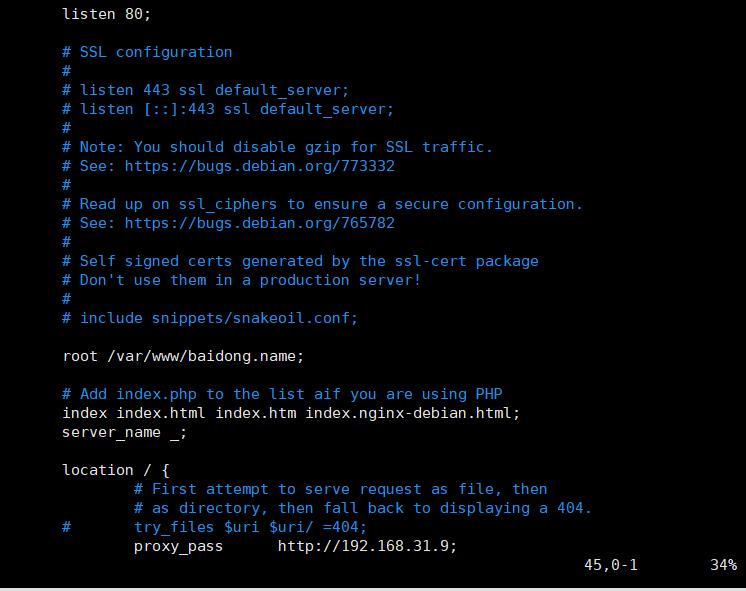 listen 80;
# SSL configuration
#
# listen 443 ssl default_server;
# listen [::]:443 ssl default_server;
#
# Note: You should disable gzip for SSL traffic.
# See: https://bugs.debian.org/773332
#
# Read up on ssl_ciphers to ensure a secure configuration.
# See: https://bugs.debian.org/765782
#
# Self signed certs generated by the ssl-cert package
# Don't use them in a production server!
#
# include snippets/snakeoil.conf;
root /var/www/baidong.name;
# Add index.php to the list aif you are using PHP
index index.html index.htm index.nginx-debian.html;
server_name _;
location / {
# First attempt to serve request as file, then
# as directory, then fall back to displaying a 404.
# try_files $uri $uri/ =404;
proxy_pass http://192.168.31.9;
45,0-1 34%